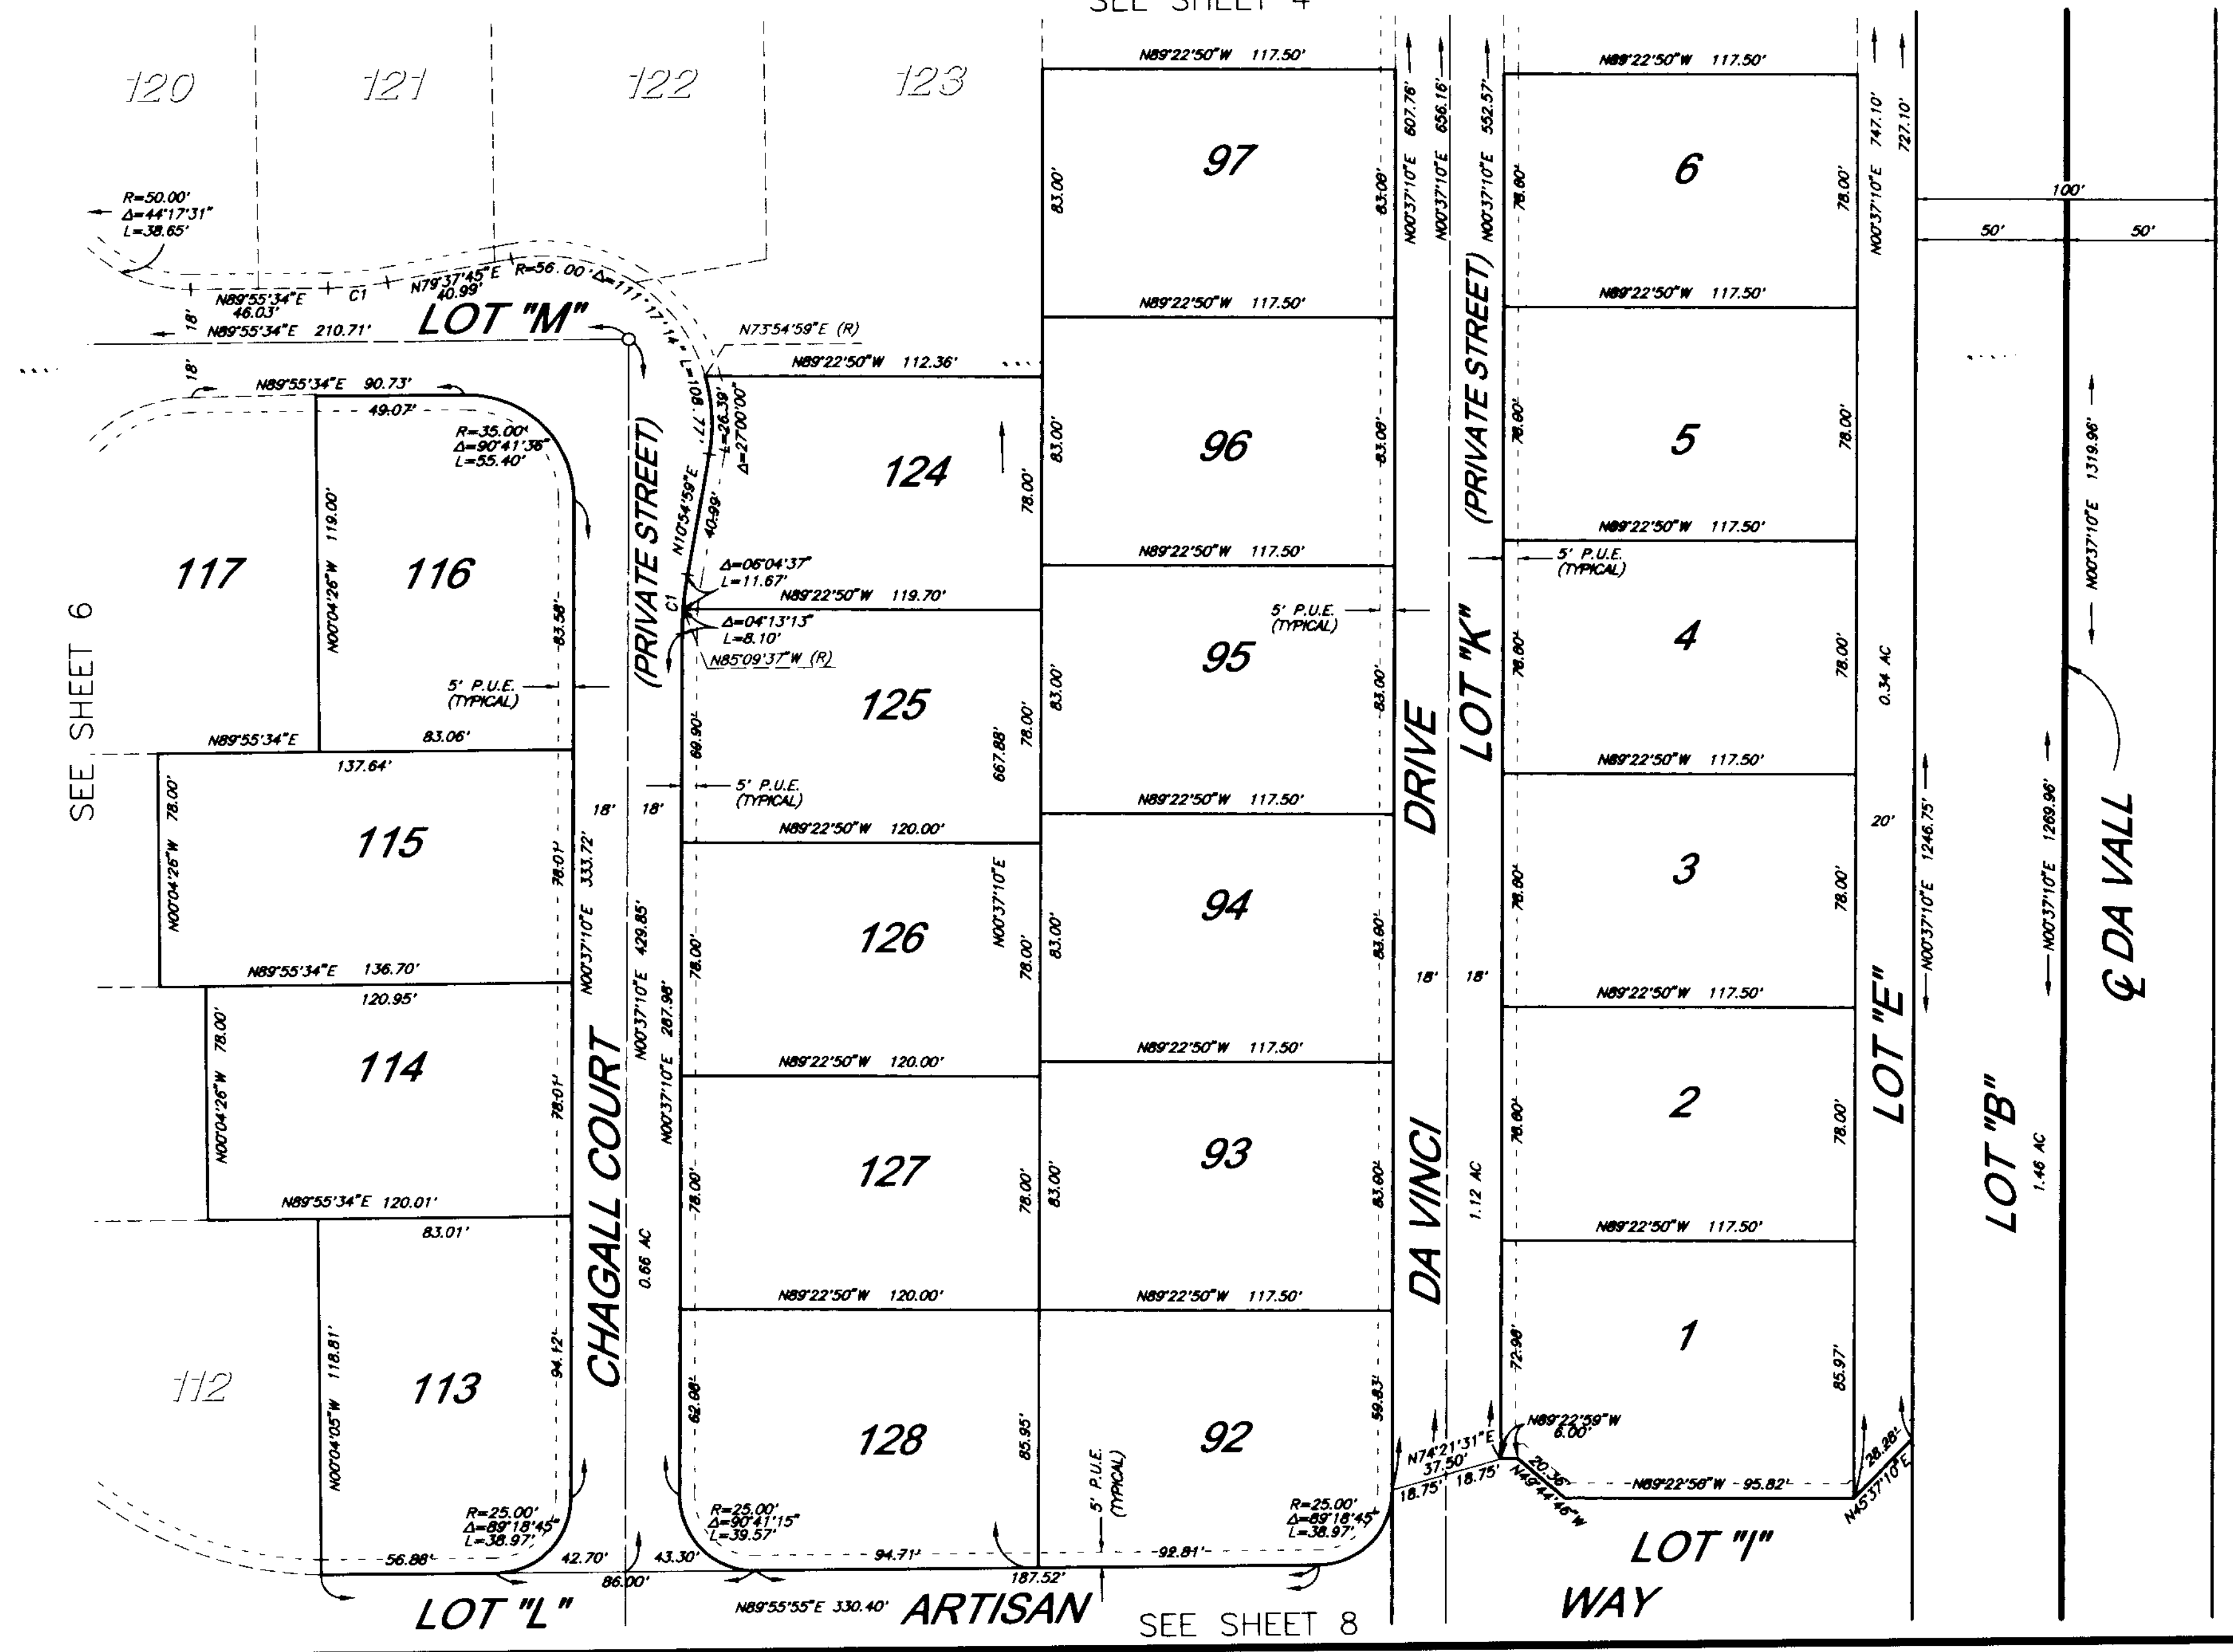 SEE SHEET 4
120
121
122
123
R=50.00'
Δ=44°17'31"
L=38.65'
N89°55'34"E
46.03'
C1
N79°37'45"E
40.99'
R=56.00' Δ=111°17'14" L=108.77'
LOT "M"
18'
N89°55'34"E 210.71'
18'
N89°55'34"E 90.73'
49.07'
R=35.00'
Δ=90°41'36"
L=55.40'
N73°54'59"E (R)
N89°22'50"W 112.36'
L=26.39'
Δ=27°00'00"
N10°54'59"E
40.99'
124
78.00'
Δ=06°04'37"
L=11.67'
N89°22'50"W 119.70'
C1
Δ=04°13'13"
L=8.10'
N85°09'37"W (R)
117
N00°04'26"W 119.00'
116
83.58'
(PRIVATE STREET)
5' P.U.E.
(TYPICAL)
SEE SHEET 6
N89°55'34"E
83.06'
137.64'
N00°04'26"W 78.00'
115
78.01'
N89°55'34"E 136.70'
120.95'
N00°04'26"W 78.00'
114
78.01'
N89°55'34"E 120.01'
83.01'
112
N00°04'05"W 118.81'
113
94.12'
R=25.00'
Δ=89°18'45"
L=38.97'
56.88'
42.70'
43.30'
86.00'
18'
18'
N00°37'10"E 333.72'
N00°37'10"E 429.85'
N00°37'10"E 287.98'
CHAGALL COURT
0.66 AC
125
69.90'
78.00'
667.88'
5' P.U.E.
(TYPICAL)
N89°22'50"W 120.00'
126
78.00'
N00°37'10"E
78.00'
N89°22'50"W 120.00'
127
78.00'
78.00'
N89°22'50"W 120.00'
128
62.98'
85.95'
R=25.00'
Δ=90°41'15"
L=39.57'
94.71'
N89°22'50"W 117.50'
97
83.00'
83.00'
N89°22'50"W 117.50'
96
83.00'
83.00'
N89°22'50"W 117.50'
5' P.U.E.
(TYPICAL)
95
83.00'
83.00'
N89°22'50"W 117.50'
94
83.00'
83.00'
N89°22'50"W 117.50'
93
83.00'
83.00'
N89°22'50"W 117.50'
92
59.83'
5' P.U.E.
(TYPICAL)
R=25.00'
Δ=89°18'45"
L=38.97'
92.81'
187.52'
N00°37'10"E 607.76'
N00°37'10"E 656.16'
N00°37'10"E 552.57'
(PRIVATE STREET)
LOT "K"
DA VINCI DRIVE
18'
18'
1.12 AC
N74°21'31"E
37.50'
18.75'
18.75'
N89°22'50"W 117.50'
6
78.00'
78.00'
N89°22'50"W 117.50'
5
78.00'
78.00'
N89°22'50"W 117.50'
5' P.U.E.
(TYPICAL)
4
78.00'
78.00'
N89°22'50"W 117.50'
3
78.00'
78.00'
N89°22'50"W 117.50'
2
78.00'
78.00'
N89°22'50"W 117.50'
1
72.98'
85.97'
N89°22'59"W
6.00'
20.36'
N49°44'46"W
N89°22'56"W 95.82'
28.28'
N45°37'10"E
N00°37'10"E 747.10'
727.10'
0.34 AC
20'
LOT "E"
N00°37'10"E 1246.75'
100'
50'
50'
N00°37'10"E 1319.96'
N00°37'10"E 1269.96'
℄ DA VALL
LOT "B"
1.46 AC
LOT "I"
LOT "L"
N89°55'55"E 330.40'
ARTISAN WAY
SEE SHEET 8